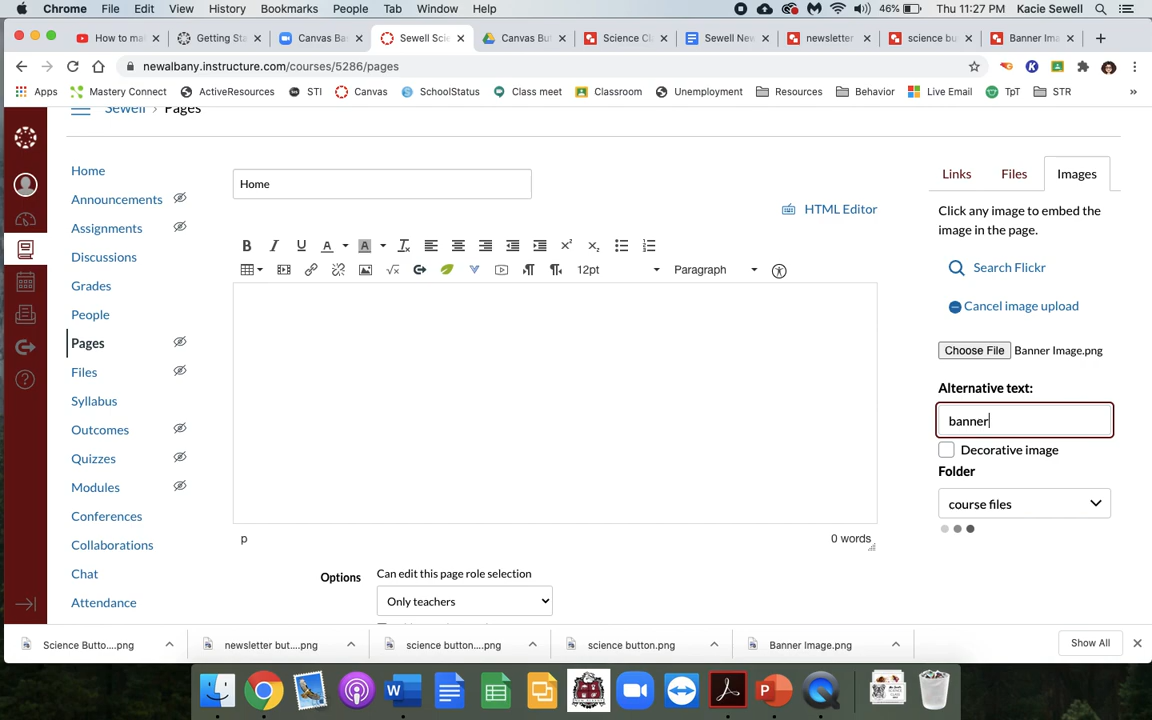 Chrome File Edit View History Bookmarks People Tab Window Help 46% Thu 11:27 PM Kacie Sewell
How to mal Getting Sta Canvas Bas Sewell Scie Canvas But Science Cl Sewell New newsletter science bu Banner Ima
newalbany.instructure.com/courses/5286/pages
Apps Mastery Connect ActiveResources STI Canvas SchoolStatus Class meet Classroom Unemployment Resources Behavior Live Email TpT STR »
Sewell › Pages
Home
Announcements
Assignments
Discussions
Grades
People
Pages
Files
Syllabus
Outcomes
Quizzes
Modules
Conferences
Collaborations
Chat
Attendance
Home
HTML Editor
B I U A A
12pt Paragraph
p 0 words
Options Can edit this page role selection
Only teachers
Links Files Images
Click any image to embed the
image in the page.
Search Flickr
Cancel image upload
Choose File Banner Image.png
Alternative text:
banner
Decorative image
Folder
course files
Science Butto....png newsletter but....png science button....png science button.png Banner Image.png Show All